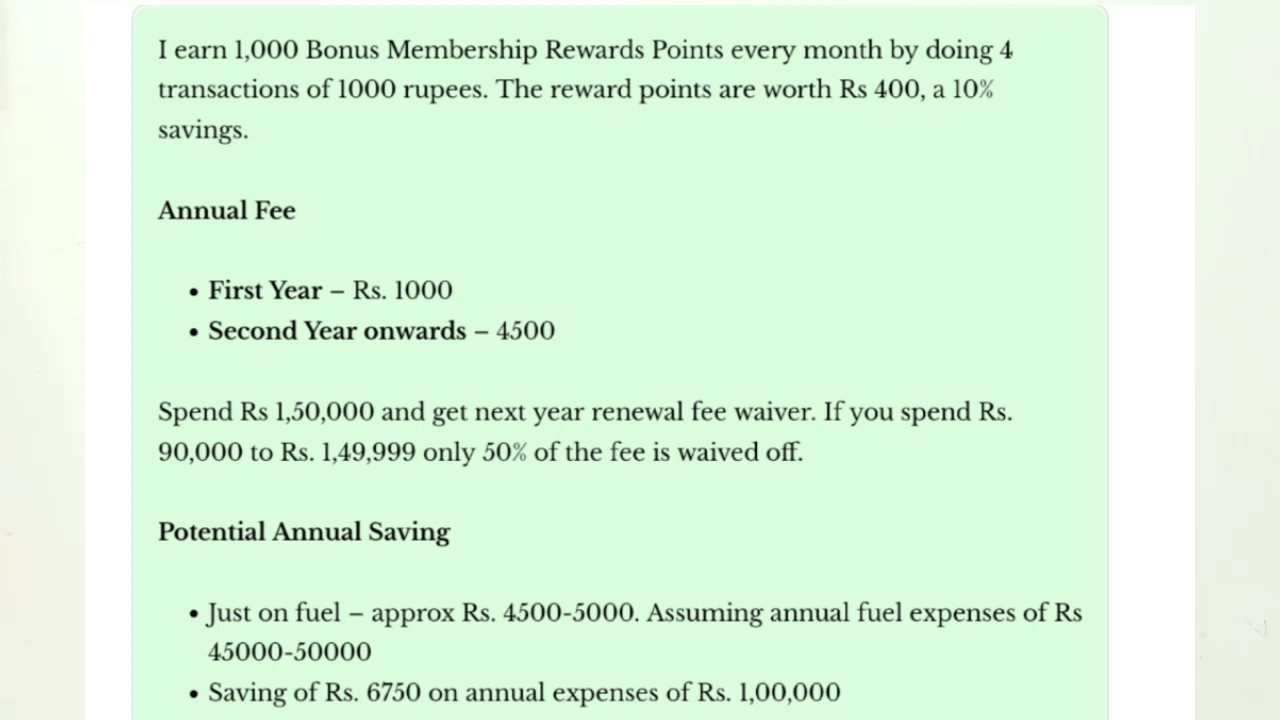 I earn 1,000 Bonus Membership Rewards Points every month by doing 4
transactions of 1000 rupees. The reward points are worth Rs 400, a 10%
savings.
Annual Fee
• First Year – Rs. 1000
• Second Year onwards – 4500
Spend Rs 1,50,000 and get next year renewal fee waiver. If you spend Rs.
90,000 to Rs. 1,49,999 only 50% of the fee is waived off.
Potential Annual Saving
• Just on fuel – approx Rs. 4500-5000. Assuming annual fuel expenses of Rs
45000-50000
• Saving of Rs. 6750 on annual expenses of Rs. 1,00,000